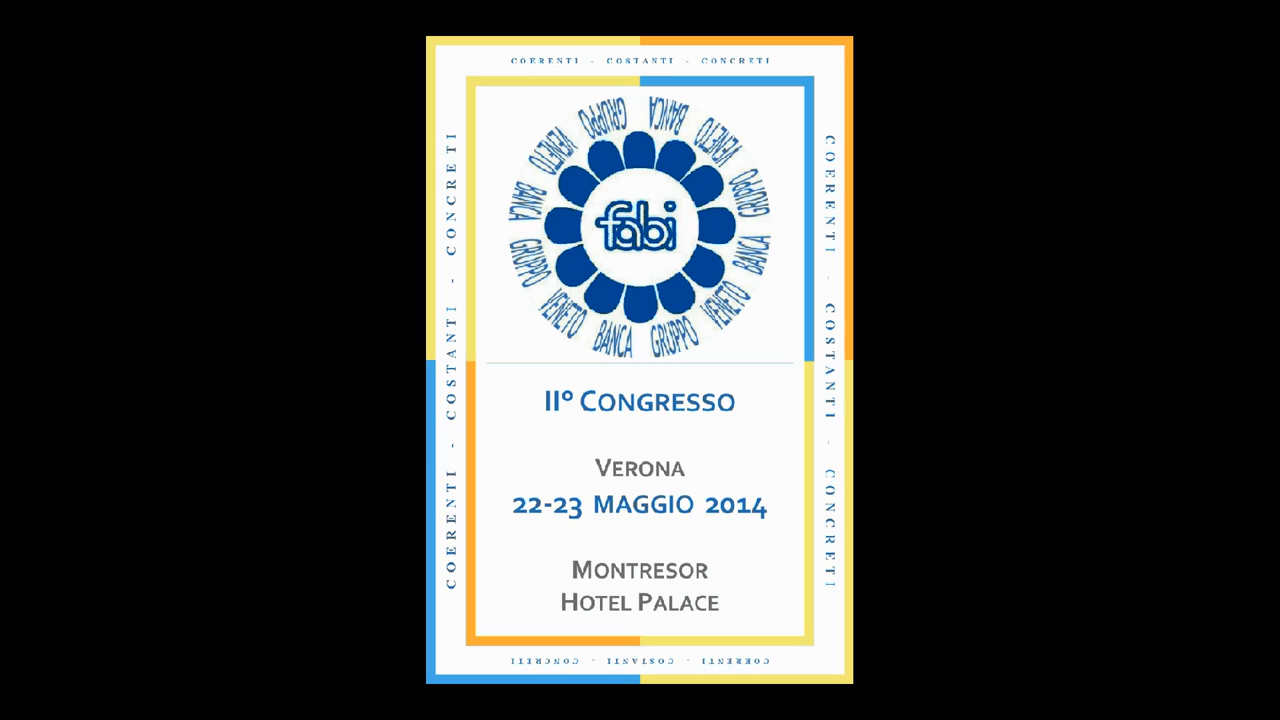 COERENTI - COSTANTI - CONCRETI
COERENTI - COSTANTI - CONCRETI
COERENTI - COSTANTI - CONCRETI
GRUPPO BANCA VENETO GRUPPO BANCA VENETO GRUPPO BANCA VENETO GRUPPO BANCA VENETO
fabi
II° CONGRESSO
VERONA
22-23 MAGGIO 2014
MONTRESOR
HOTEL PALACE
COERENTI - COSTANTI - CONCRETI